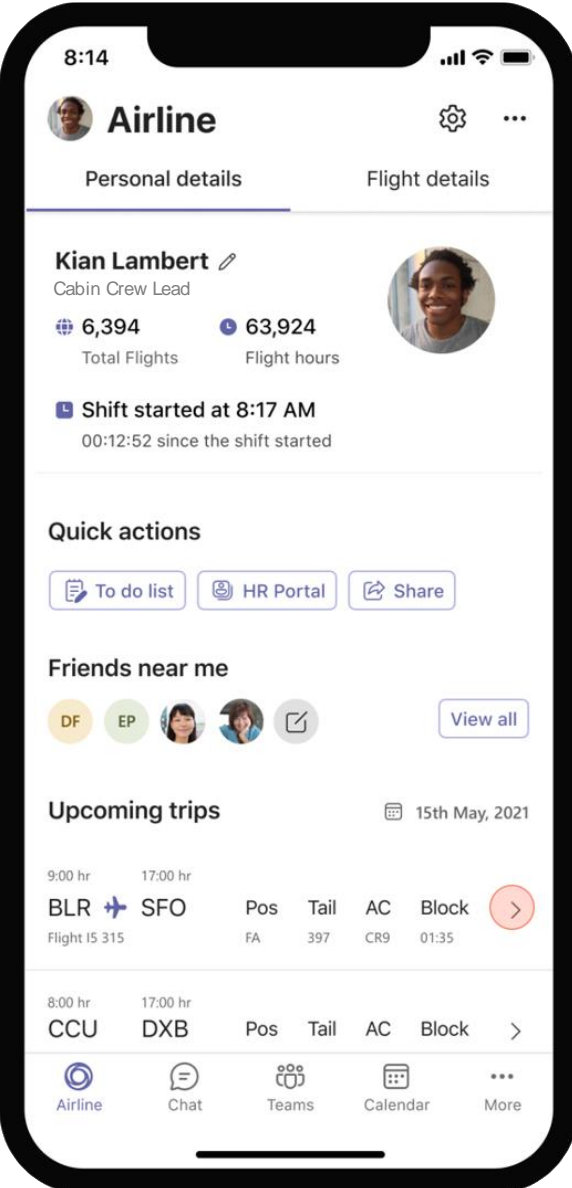 8:14
Airline
Personal details Flight details
Kian Lambert
Cabin Crew Lead
6,394 63,924
Total Flights Flight hours
Shift started at 8:17 AM
00:12:52 since the shift started
Quick actions
To do list HR Portal Share
Friends near me
DF EP View all
Upcoming trips 15th May, 2021
9:00 hr 17:00 hr
BLR SFO Pos Tail AC Block
Flight I5 315 FA 397 CR9 01:35
8:00 hr 17:00 hr
CCU DXB Pos Tail AC Block
Airline Chat Teams Calendar More